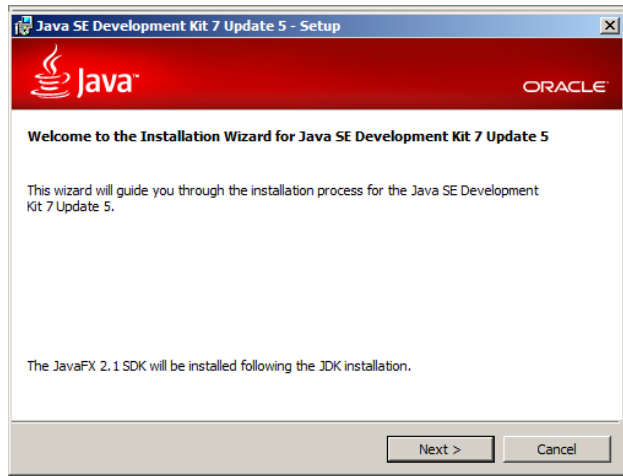 Java SE Development Kit 7 Update 5 - Setup
Java™
ORACLE
Welcome to the Installation Wizard for Java SE Development Kit 7 Update 5
This wizard will guide you through the installation process for the Java SE Development
Kit 7 Update 5.
The JavaFX 2.1 SDK will be installed following the JDK installation.
Next >
Cancel